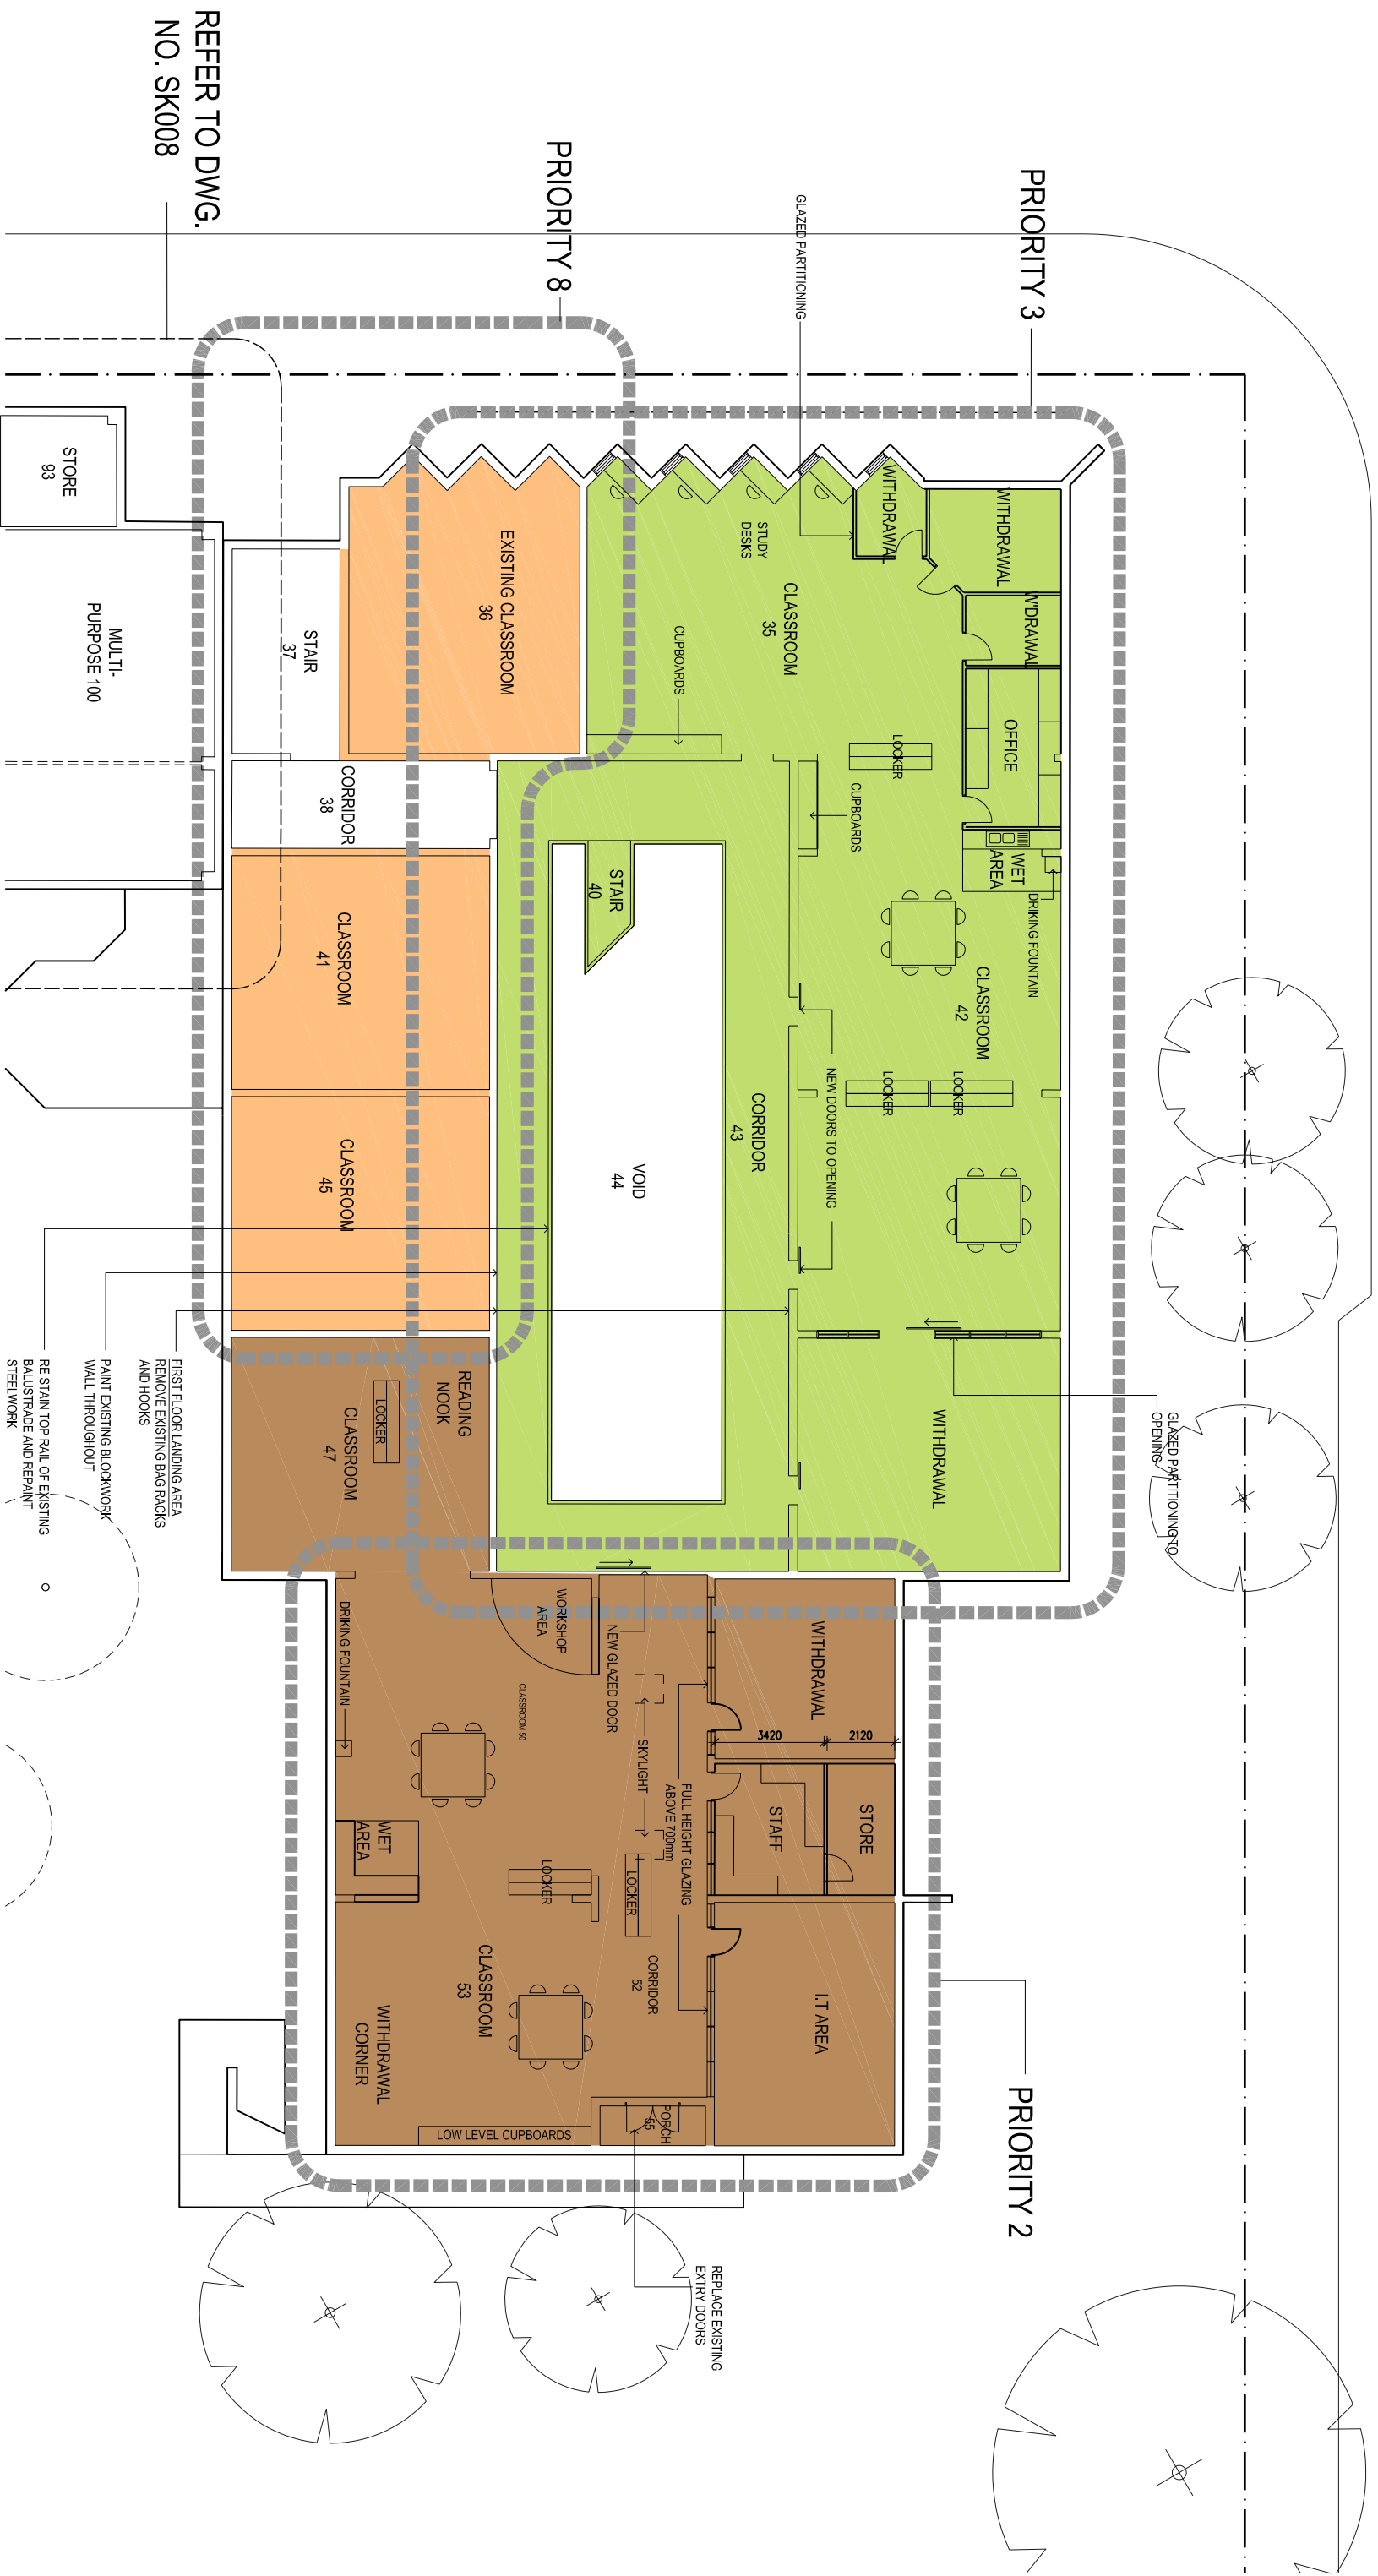 REFER TO DWG.
NO. SK008
PRIORITY 8
PRIORITY 3
GLAZED PARTITIONING
WITHDRAWAL
WITHDRAWAL
W'DRAWAL
OFFICE
STUDY
DESKS
CLASSROOM
35
CUPBOARDS
LOCKER
CUPBOARDS
WET
AREA
DRIKING FOUNTAIN
CLASSROOM
42
LOCKER
LOCKER
NEW DOORS TO OPENING
CORRIDOR
43
VOID
44
STAIR
40
EXISTING CLASSROOM
36
STAIR
37
CORRIDOR
38
STORE
93
MULTI-
PURPOSE 100
CLASSROOM
41
CLASSROOM
45
GLAZED PARTITIONING TO
OPENING
WITHDRAWAL
READING
NOOK
LOCKER
CLASSROOM
47
FIRST FLOOR LANDING AREA
REMOVE EXISTING BAG RACKS
AND HOOKS
PAINT EXISTING BLOCKWORK
WALL THROUGHOUT
RE STAIN TOP RAIL OF EXISTING
BALUSTRADE AND REPAINT
STEELWORK
WORKSHOP
AREA
NEW GLAZED DOOR
DRIKING FOUNTAIN
CLASSROOM 50
SKYLIGHT
FULL HEIGHT GLAZING
ABOVE 700mm
WITHDRAWAL
3420
2120
STAFF
STORE
WET
AREA
LOCKER
LOCKER
CORRIDOR
52
CLASSROOM
53
I.T AREA
WITHDRAWAL
CORNER
LOW LEVEL CUPBOARDS
PORCH
55
PRIORITY 2
REPLACE EXISTING
EXTRY DOORS